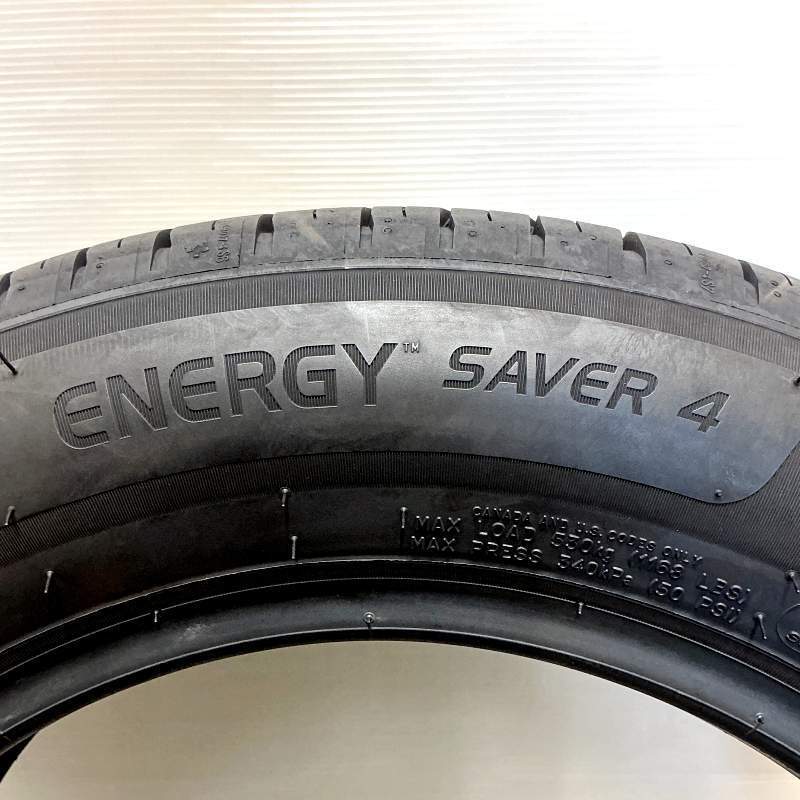 ENERGY™ SAVER 4
CANADA AND U.S. CODES ONLY
MAX LOAD 530kg (1168 LBS)
MAX PRESS 340kPa (50 PSI)